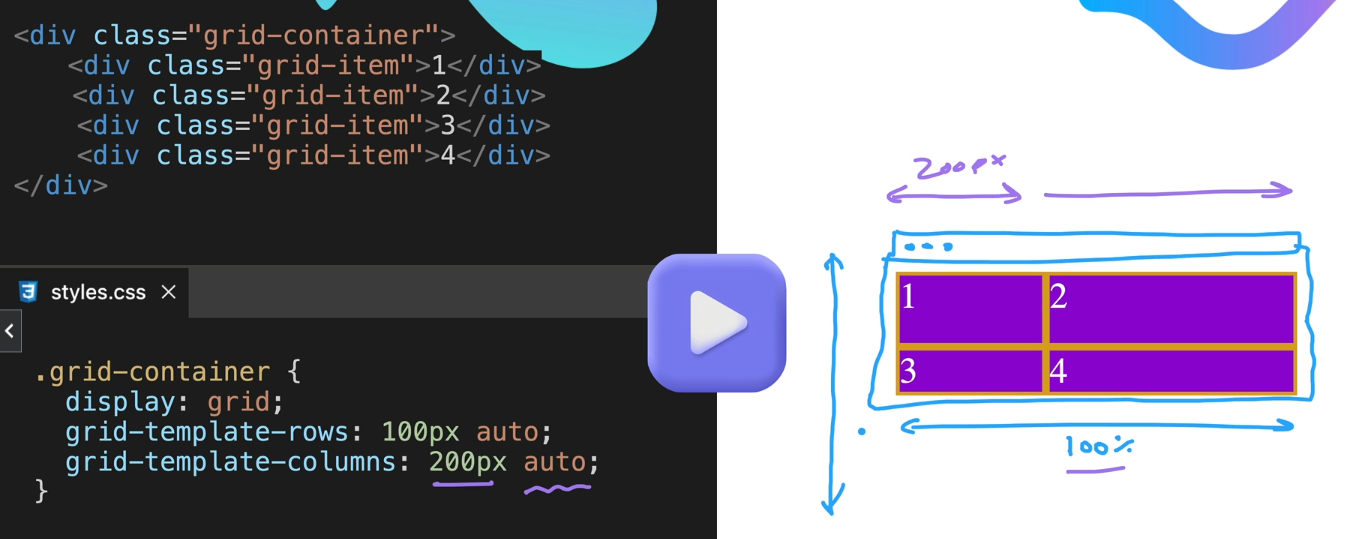 <div class="grid-container">
<div class="grid-item">1</div>
<div class="grid-item">2</div>
<div class="grid-item">3</div>
<div class="grid-item">4</div>
</div>
styles.css
.grid-container {
display: grid;
grid-template-rows: 100px auto;
grid-template-columns: 200px auto;
}
200px
1 2
3 4
100%